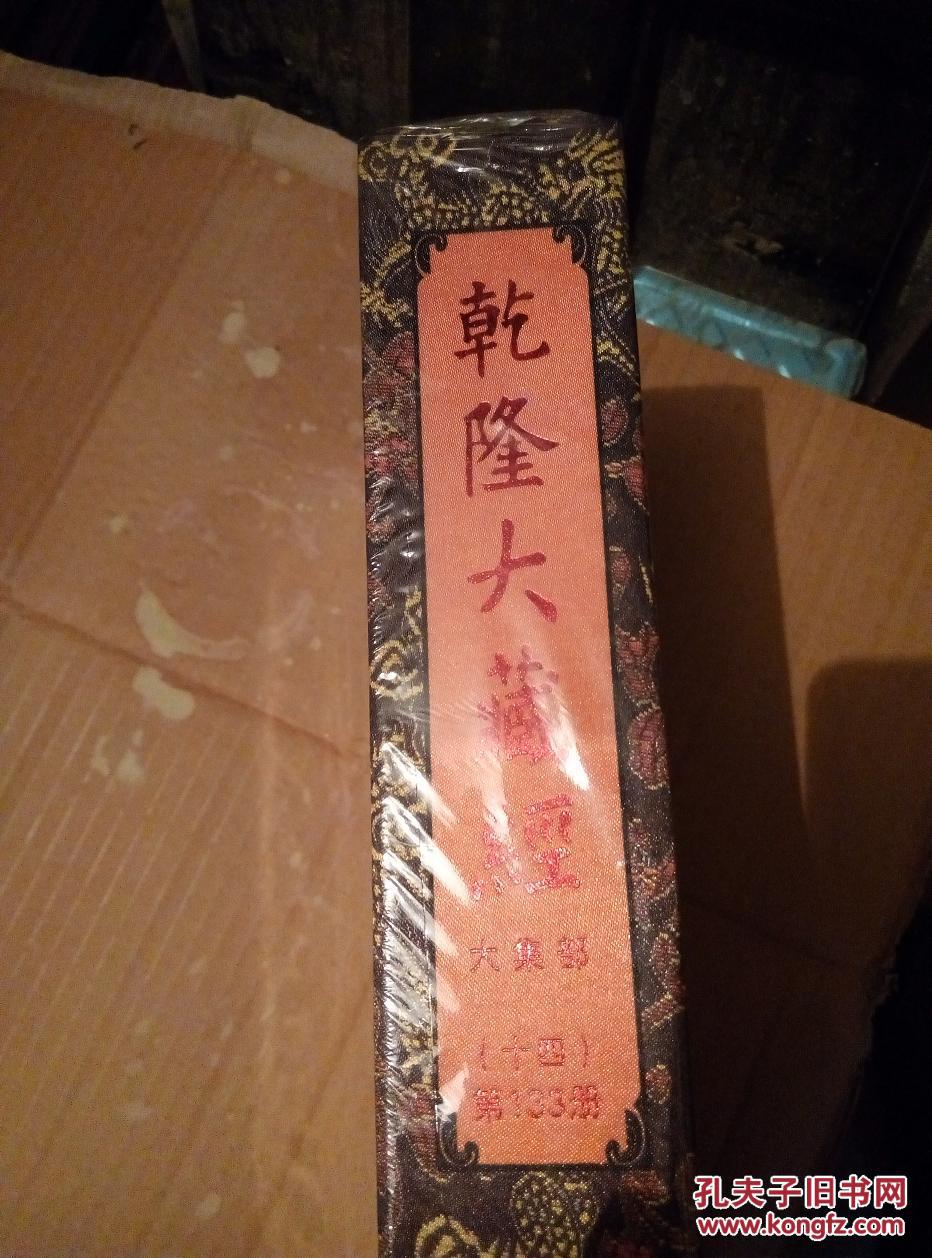 乾隆大藏經
大集部
（十四）
第133册
孔夫子旧书网
www.kongfz.com